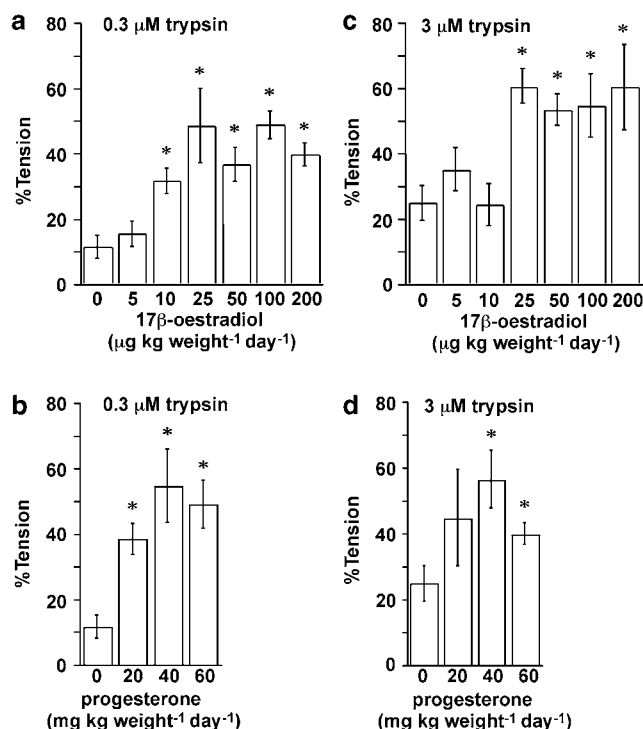 a
0.3 μM trypsin
80
60
40
20
0
%Tension
*
*
*
*
*
0 5 10 25 50 100 200
17β-oestradiol
(μg kg weight⁻¹ day⁻¹)
c
3 μM trypsin
80
60
40
20
0
%Tension
*
*
*
*
0 5 10 25 50 100 200
17β-oestradiol
(μg kg weight⁻¹ day⁻¹)
b
0.3 μM trypsin
80
60
40
20
0
%Tension
*
*
*
0 20 40 60
progesterone
(mg kg weight⁻¹ day⁻¹)
d
3 μM trypsin
80
60
40
20
0
%Tension
*
*
0 20 40 60
progesterone
(mg kg weight⁻¹ day⁻¹)